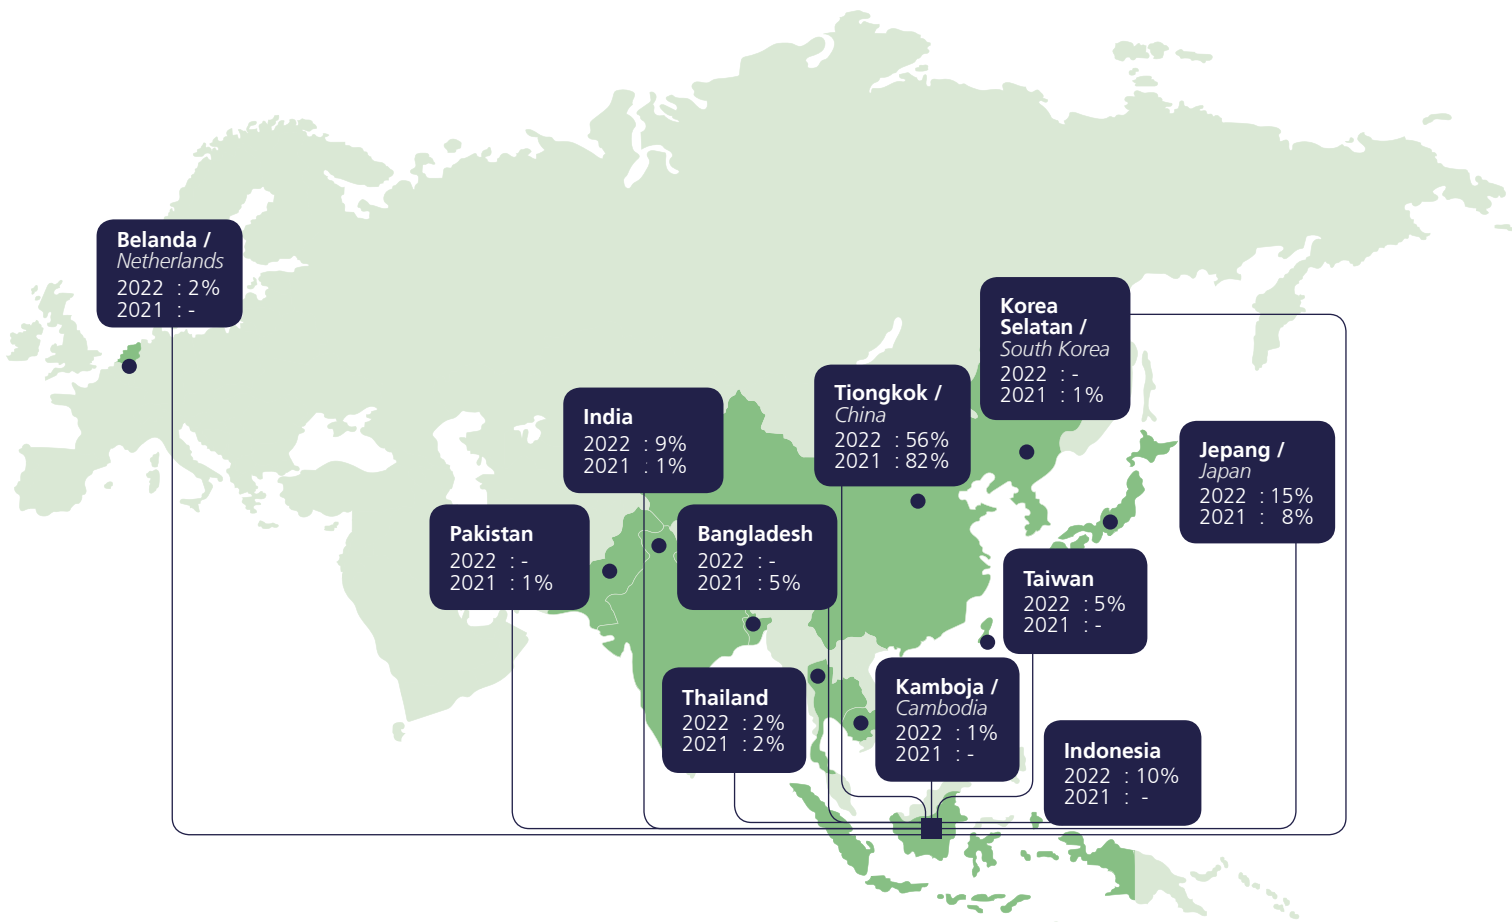 Belanda /
Netherlands
2022 : 2%
2021 : -
Korea
Selatan /
South Korea
2022 : -
2021 : 1%
Tiongkok /
China
2022 : 56%
2021 : 82%
India
2022 : 9%
2021 : 1%
Jepang /
Japan
2022 : 15%
2021 : 8%
Pakistan
2022 : -
2021 : 1%
Bangladesh
2022 : -
2021 : 5%
Taiwan
2022 : 5%
2021 : -
Thailand
2022 : 2%
2021 : 2%
Kamboja /
Cambodia
2022 : 1%
2021 : -
Indonesia
2022 : 10%
2021 : -